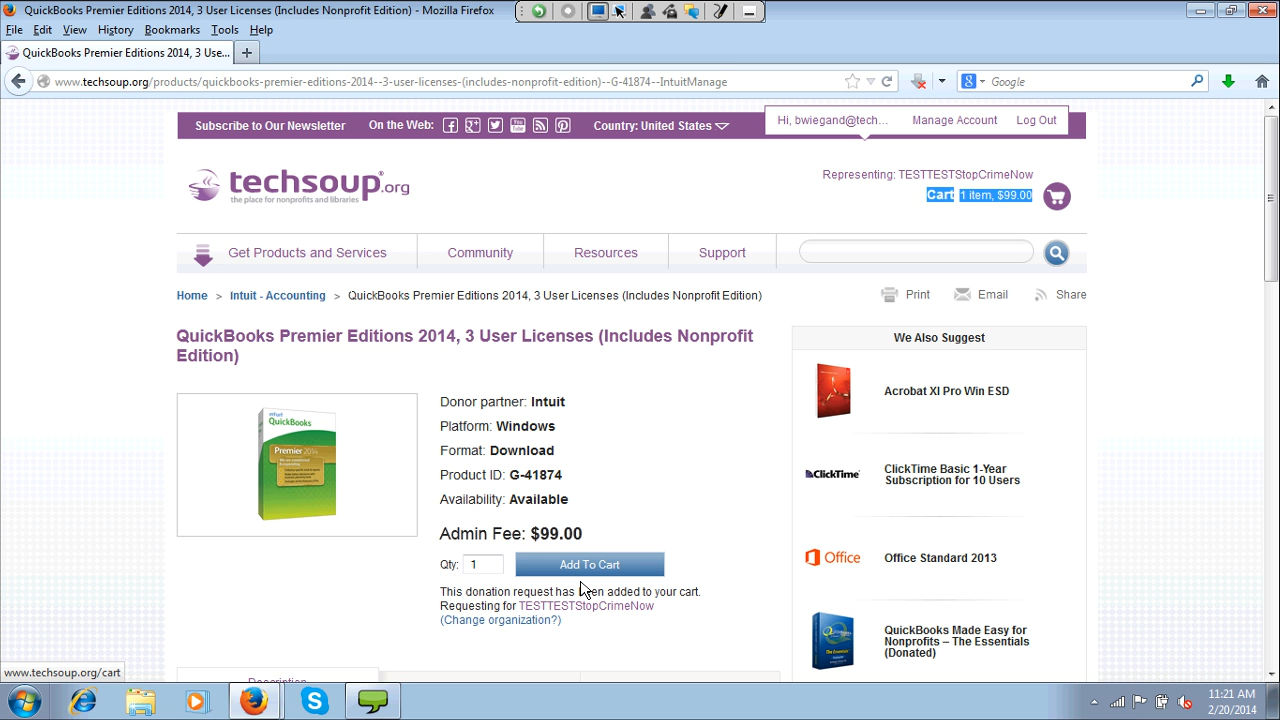 QuickBooks Premier Editions 2014, 3 User Licenses (Includes Nonprofit Edition) - Mozilla Firefox
File Edit View History Bookmarks Tools Help
QuickBooks Premier Editions 2014, 3 Use...
www.techsoup.org/products/quickbooks-premier-editions-2014--3-user-licenses-(includes-nonprofit-edition)--G-41874--IntuitManage
Google
Subscribe to Our Newsletter On the Web: Country: United States
Hi, bwiegand@tech... Manage Account Log Out
techsoup.org
the place for nonprofits and libraries
Representing: TESTTESTStopCrimeNow
Cart 1 item, $99.00
Get Products and Services Community Resources Support
Home > Intuit - Accounting > QuickBooks Premier Editions 2014, 3 User Licenses (Includes Nonprofit Edition)
Print Email Share
QuickBooks Premier Editions 2014, 3 User Licenses (Includes Nonprofit
Edition)
QuickBooks
Premier 2014
Donor partner: Intuit
Platform: Windows
Format: Download
Product ID: G-41874
Availability: Available
Admin Fee: $99.00
Qty: 1 Add To Cart
This donation request has been added to your cart.
Requesting for TESTTESTStopCrimeNow
(Change organization?)
Description
We Also Suggest
Acrobat XI Pro Win ESD
ClickTime
ClickTime Basic 1-Year
Subscription for 10 Users
Office
Office Standard 2013
QuickBooks Made Easy for
Nonprofits – The Essentials
(Donated)
www.techsoup.org/cart
11:21 AM
2/20/2014